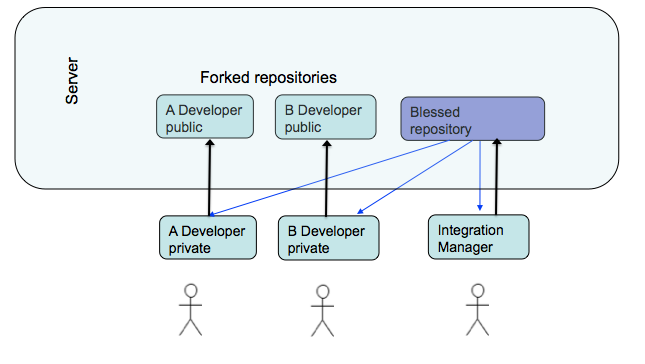 Server
Forked repositories
A Developer
public
B Developer
public
Blessed
repository
A Developer
private
B Developer
private
Integration
Manager